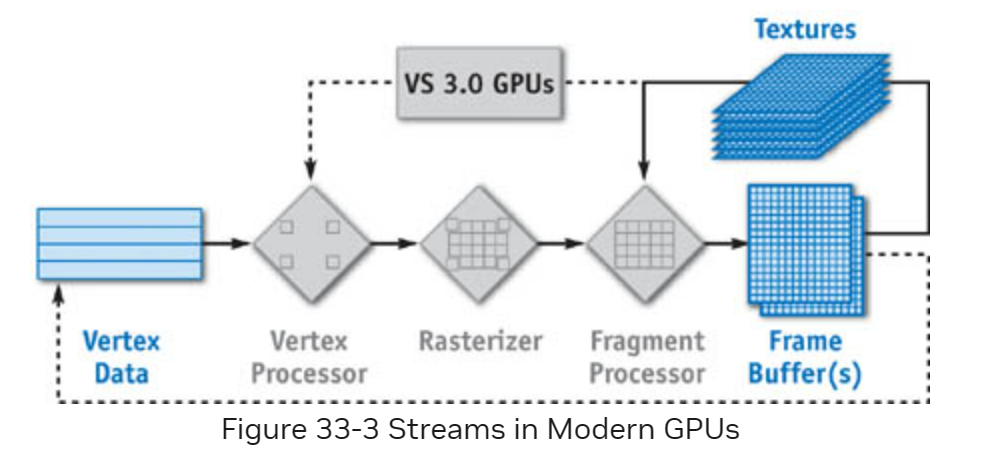 Textures
VS 3.0 GPUs
Vertex
Data
Vertex
Processor
Rasterizer
Fragment
Processor
Frame
Buffer(s)
Figure 33-3 Streams in Modern GPUs